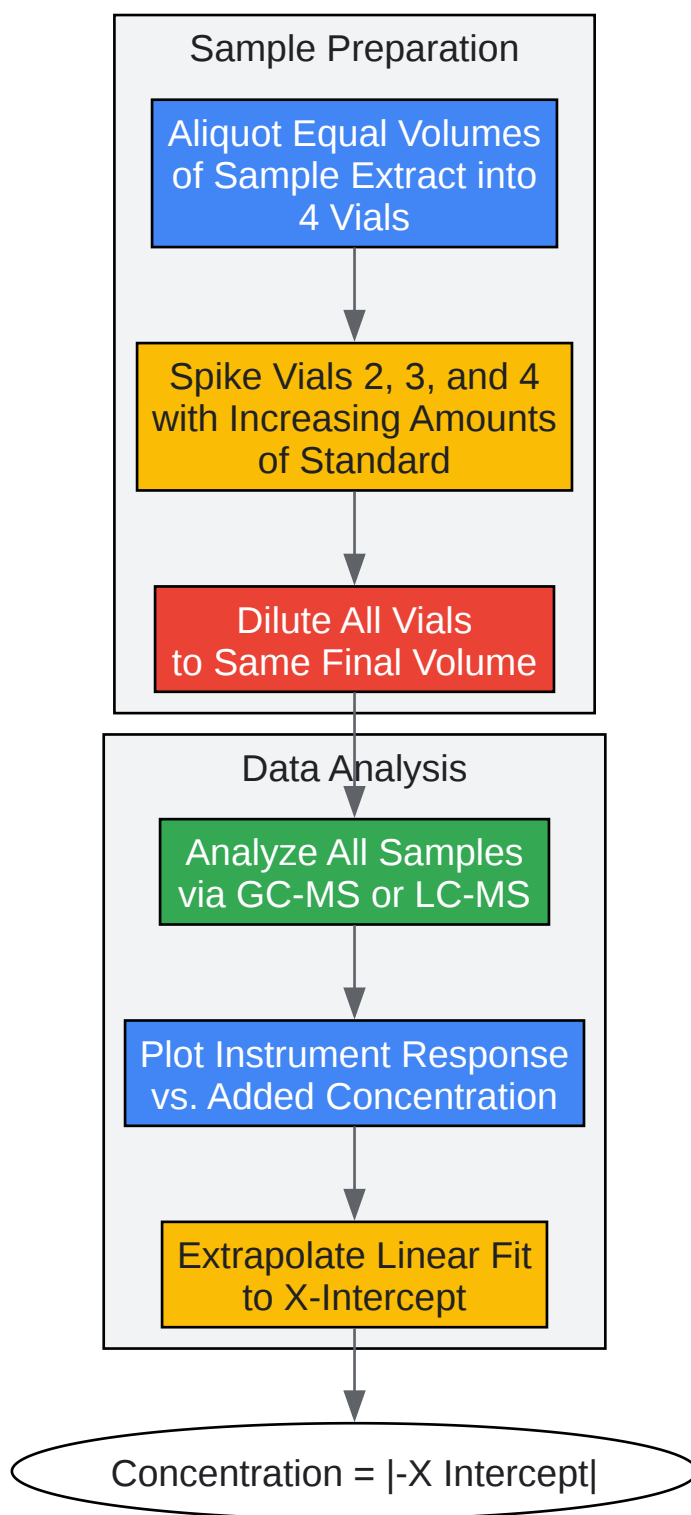 Sample Preparation
Aliquot Equal Volumes
of Sample Extract into
4 Vials
Spike Vials 2, 3, and 4
with Increasing Amounts
of Standard
Dilute All Vials
to Same Final Volume
Data Analysis
Analyze All Samples
via GC-MS or LC-MS
Plot Instrument Response
vs. Added Concentration
Extrapolate Linear Fit
to X-Intercept
Concentration = |-X Intercept|